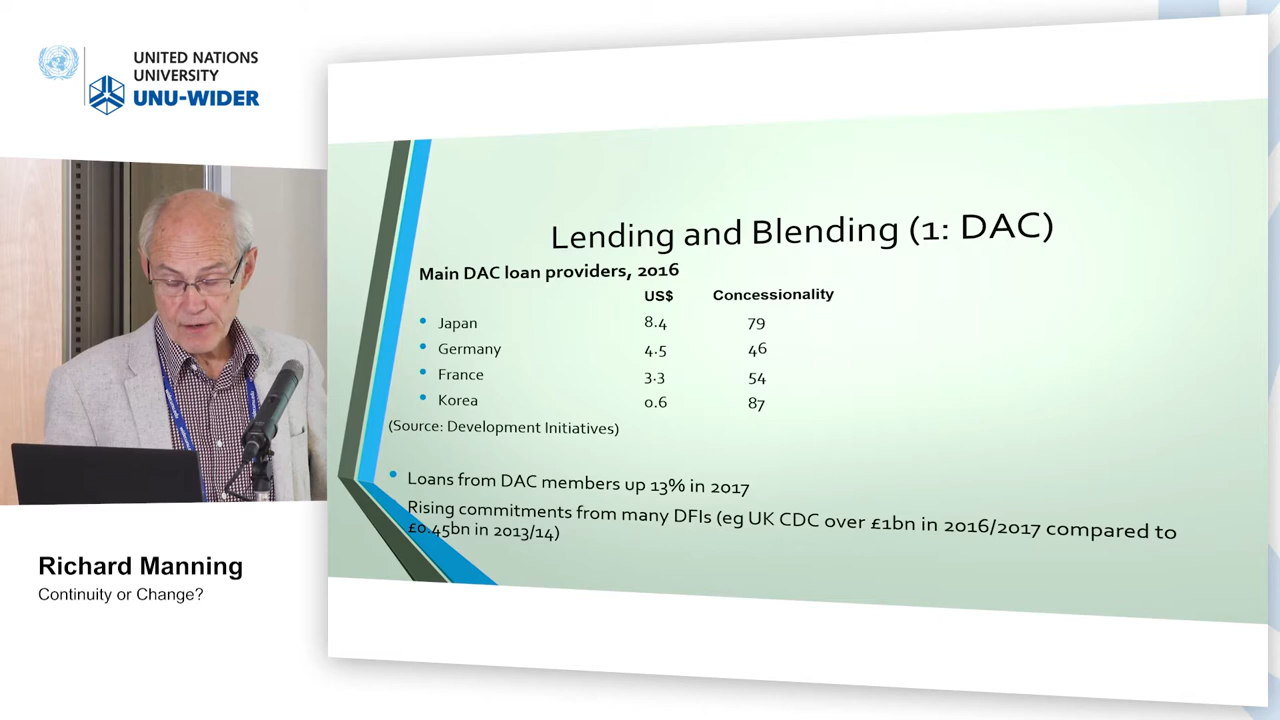 UNITED NATIONS
UNIVERSITY
UNU-WIDER
Lending and Blending (1: DAC)
Main DAC loan providers, 2016
US$ Concessionality
• Japan 8.4 79
• Germany 4.5 46
• France 3.3 54
• Korea 0.6 87
(Source: Development Initiatives)
• Loans from DAC members up 13% in 2017
Rising commitments from many DFIs (eg UK CDC over £1bn in 2016/2017 compared to
£0.45bn in 2013/14)
Richard Manning
Continuity or Change?